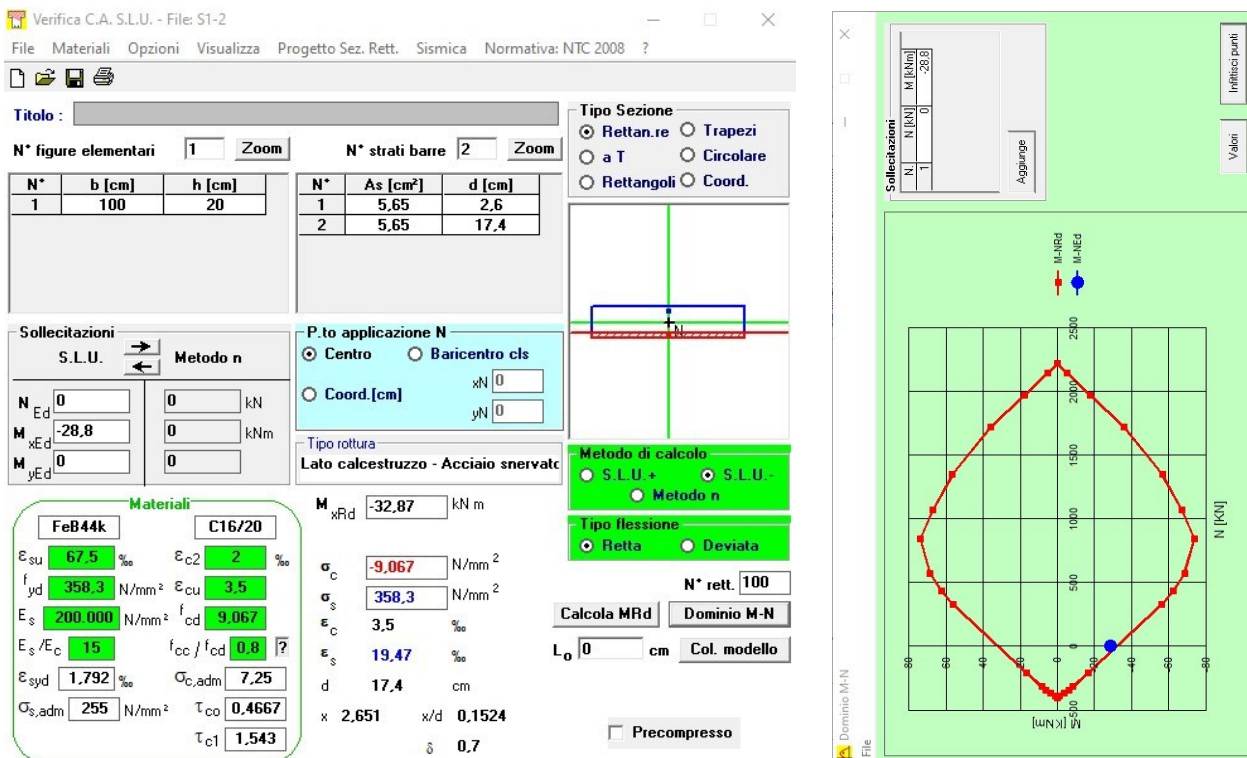 Verifica C.A. S.L.U. - File: S1-2
File Materiali Opzioni Visualizza Progetto Sez. Rett. Sismica Normativa: NTC 2008 ?
Titolo :
N° figure elementari 1 Zoom
N° strati barre 2 Zoom
N° b [cm] h [cm]
1 100 20
N° As [cm²] d [cm]
1 5,65 2,6
2 5,65 17,4
Tipo Sezione
Rettan.re Trapezi
a T Circolare
Rettangoli Coord.
N
Sollecitazioni
S.L.U. Metodo n
N Ed 0 0 kN
M xEd -28,8 0 kNm
M yEd 0 0
P.to applicazione N
Centro Baricentro cls
Coord.[cm] xN 0
yN 0
Tipo rottura
Lato calcestruzzo - Acciaio snervato
Metodo di calcolo
S.L.U.+ S.L.U.-
Metodo n
Tipo flessione
Retta Deviata
Materiali
FeB44k C16/20
εsu 67,5 ‰ εc2 2 ‰
fyd 358,3 N/mm² εcu 3,5
Es 200.000 N/mm² fcd 9,067
Es/Ec 15 fcc / fcd 0,8 ?
εsyd 1,792 ‰ σc,adm 7,25
σs,adm 255 N/mm² τco 0,4667
τc1 1,543
M xRd -32,87 kN m
σc -9,067 N/mm²
σs 358,3 N/mm²
εc 3,5 ‰
εs 19,47 ‰
d 17,4 cm
x 2,651 x/d 0,1524
δ 0,7
N° rett. 100
Calcola MRd Dominio M-N
Lo 0 cm Col. modello
Precompresso
Dominio M-N
File
Sollecitazioni
N. N [kN] M [kNm]
1 0 -28,8
Aggiunge
Valori Infittisci punti
M-NRd
M-NEd
M [kNm]
80
60
40
20
0
-20
-40
-60
-80
-500 0 500 1000 1500 2000 2500
N [KN]